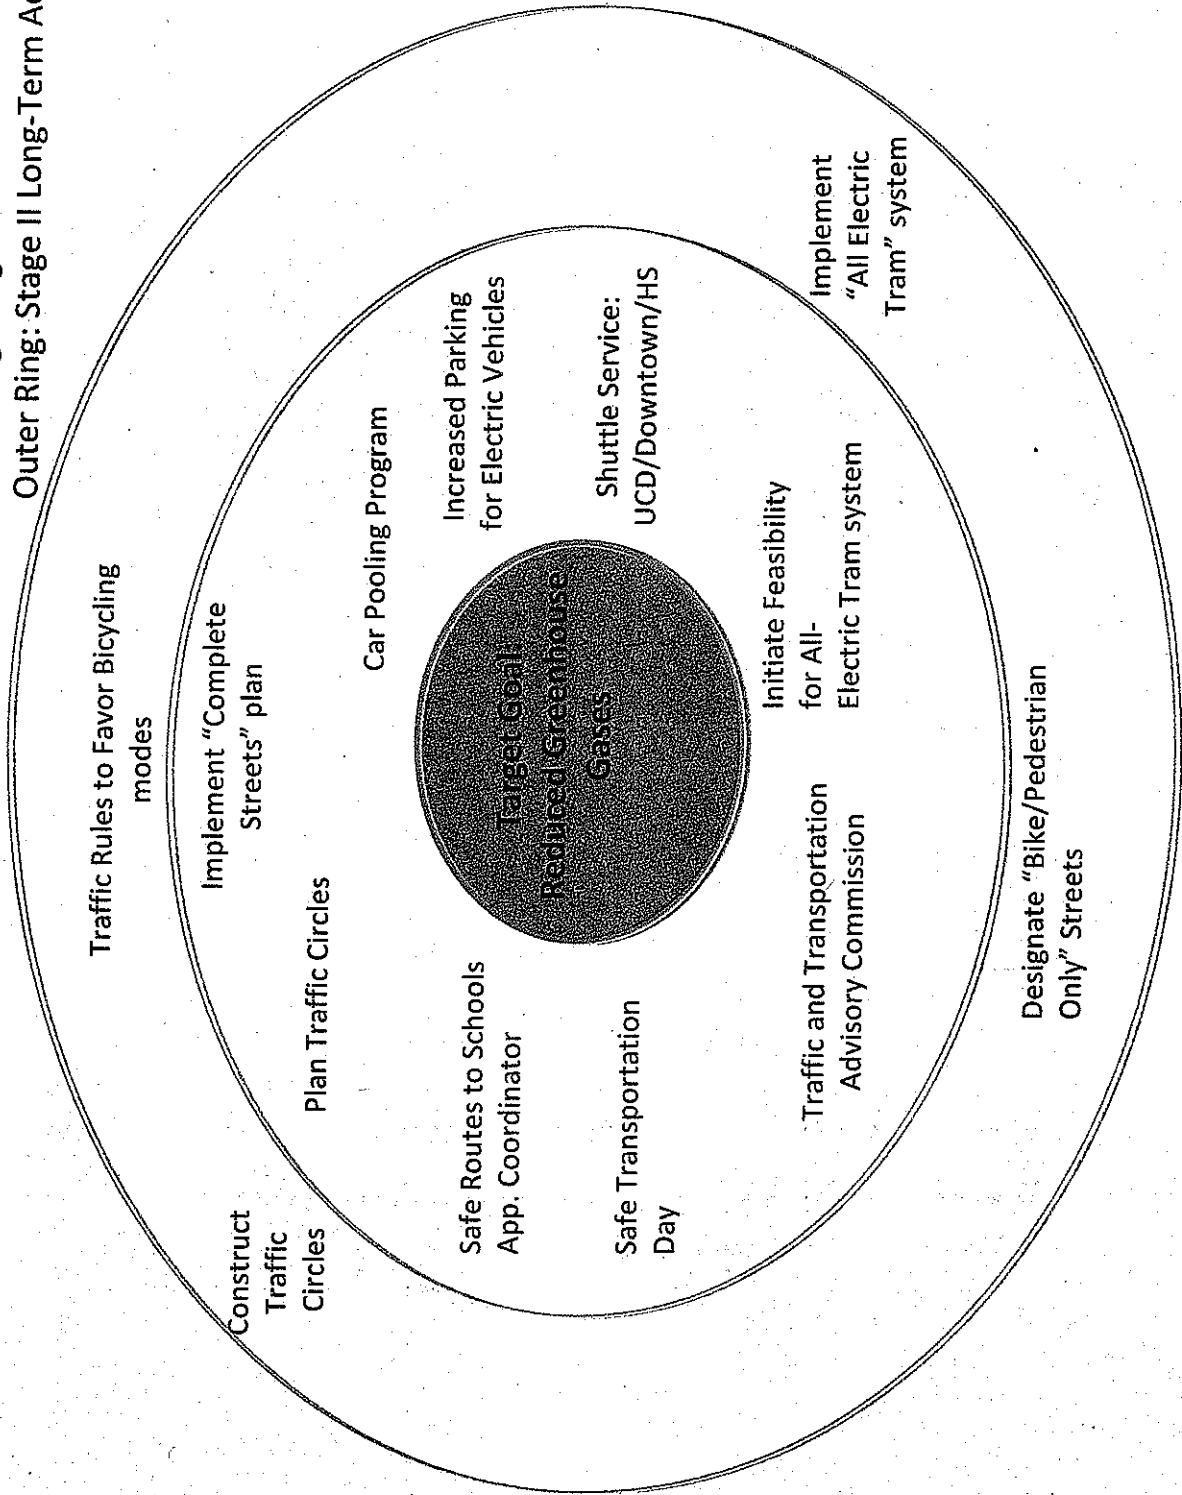 Outer Ring: Stage II Long-Term
Traffic Rules to Favor Bicycling
modes
Construct
Traffic
Circles
Implement “Complete
Streets” plan
Plan Traffic Circles
Car Pooling Program
Safe Routes to Schools
App. Coordinator
Increased Parking
for Electric Vehicles
Target Goal:
Reduced Greenhouse
Gases
Safe Transportation
Day
Shuttle Service:
UCD/Downtown/HS
Traffic and Transportation
Advisory Commission
Initiate Feasibility
for All-
Electric Tram system
Implement
“All Electric
Tram” system
Designate “Bike/Pedestrian
Only” Streets